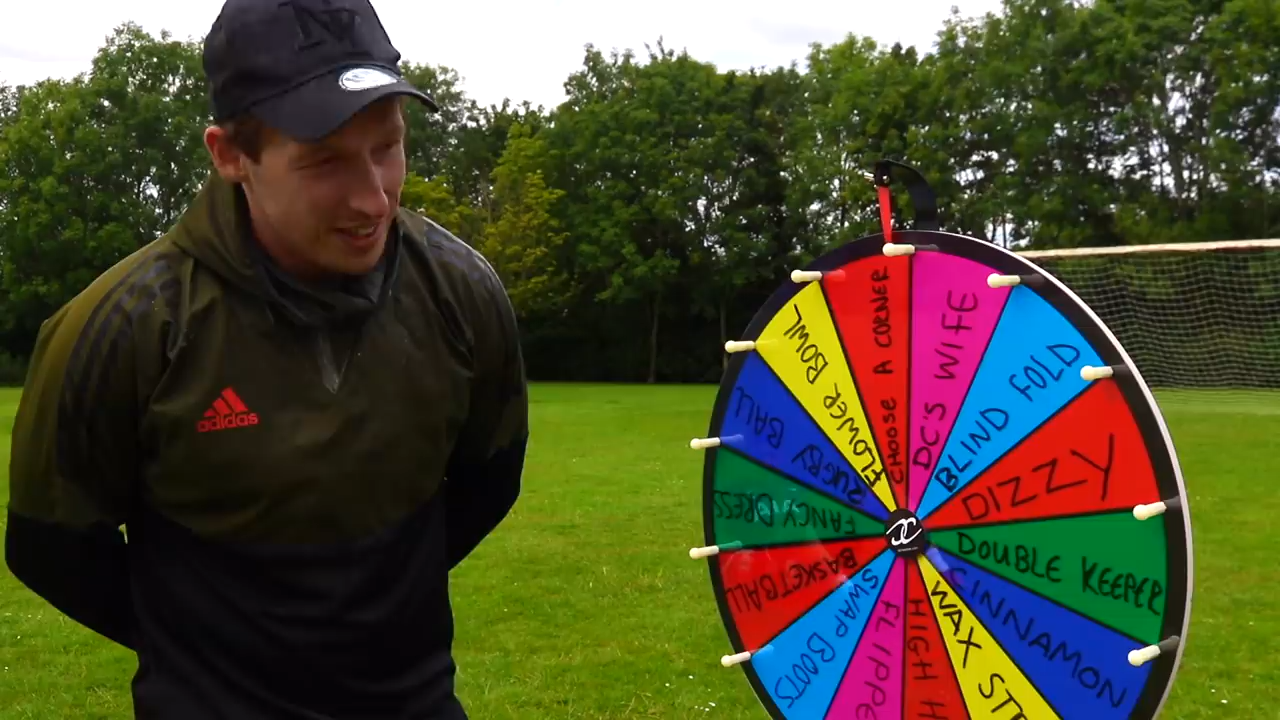 N
adidas
CHOOSE A CORNER
DC'S WIFE
BLIND FOLD
DIZZY
DOUBLE KEEPER
CINNAMON
WAX
HIGH
SWAP BOOTS
BASKETBALL
FANCY DRESS
RUGBY BALL
FLOWER BOWL